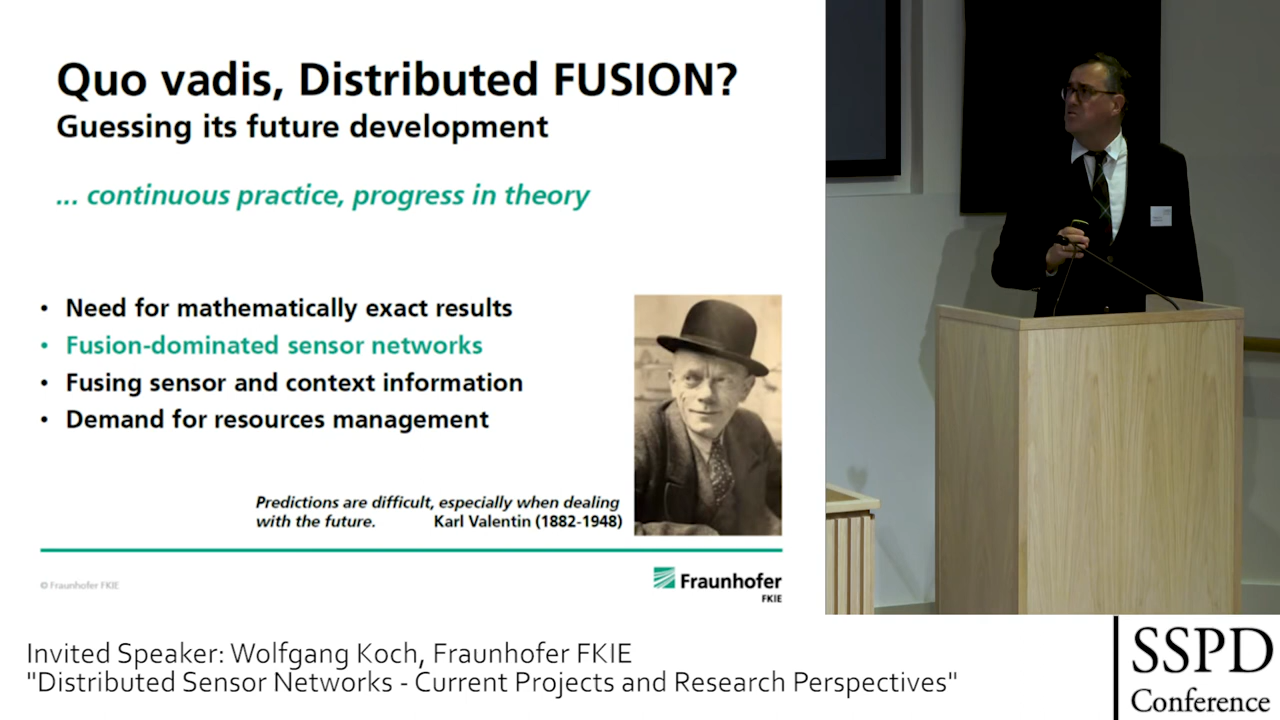 Quo vadis, Distributed FUSION?
Guessing its future development
... continuous practice, progress in theory
• Need for mathematically exact results
• Fusion-dominated sensor networks
• Fusing sensor and context information
• Demand for resources management
Predictions are difficult, especially when dealing
with the future. Karl Valentin (1882-1948)
© Fraunhofer FKIE
Fraunhofer
FKIE
Invited Speaker: Wolfgang Koch, Fraunhofer FKIE
"Distributed Sensor Networks - Current Projects and Research Perspectives"
SSPD
Conference